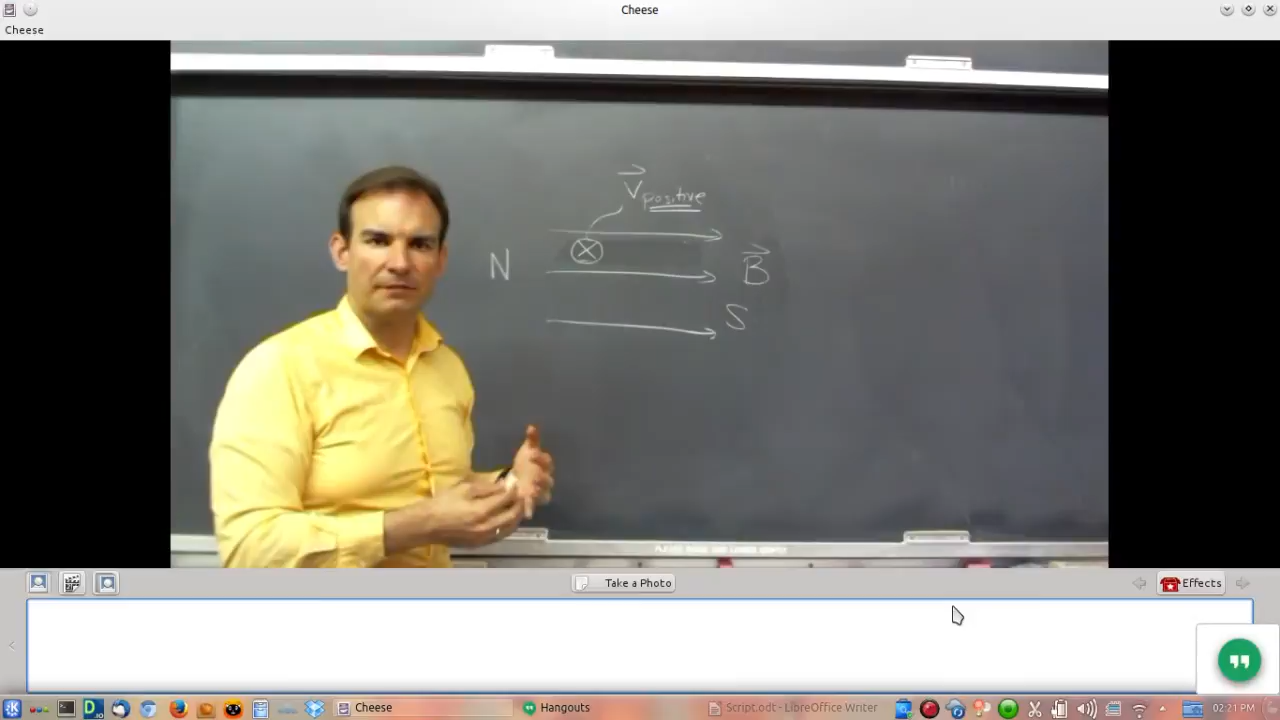 Cheese
Cheese
V positive
N
B
S
Take a Photo
Effects
Cheese
Hangouts
Script.odt - LibreOffice Writer
02:21 PM